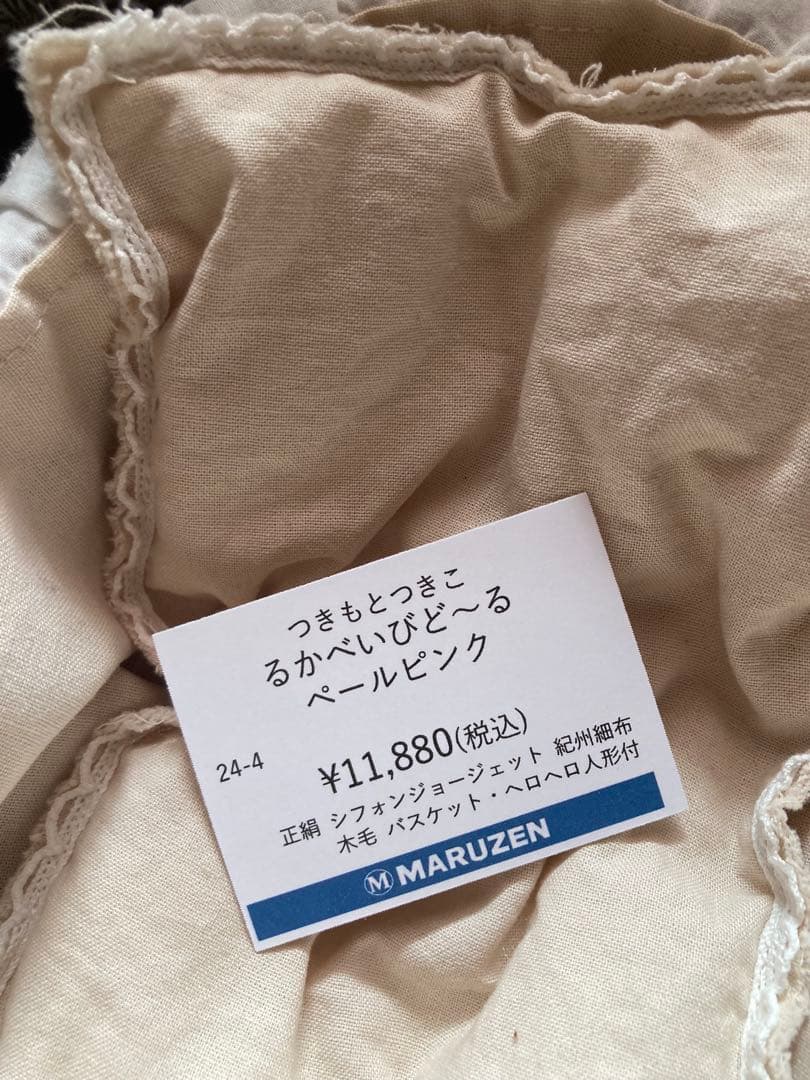 つきもとつきこ
るかべいびど～る
ペールピンク
24-4 ¥11,880(税込)
正絹 シフォンジョージェット 紀州細布
木毛 バスケット・ヘロヘロ人形付
M MARUZEN